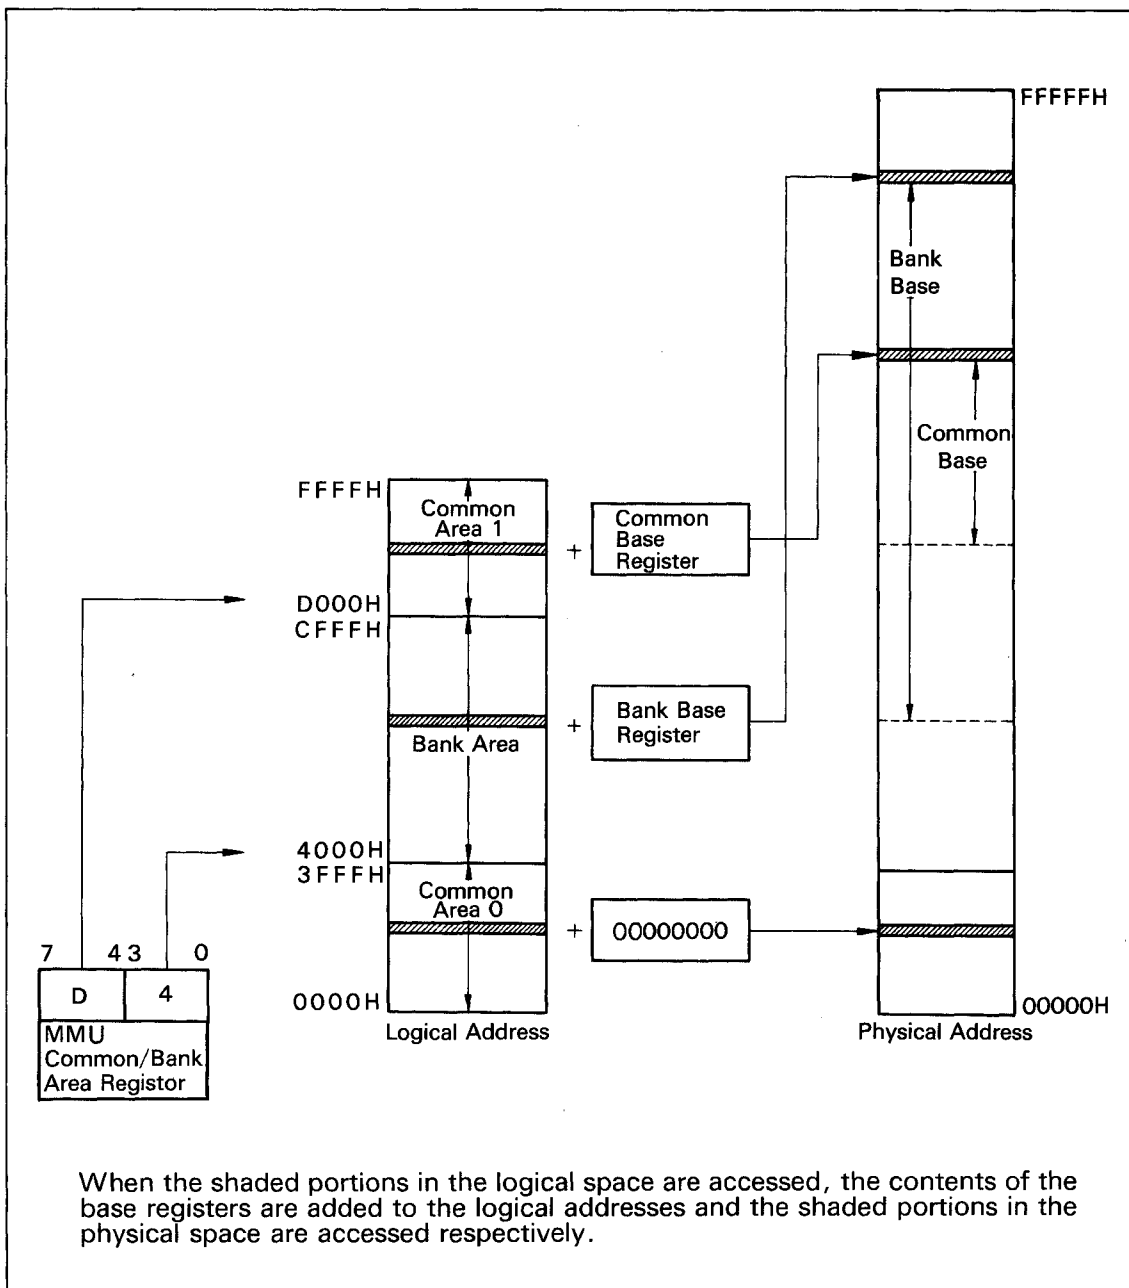 FFFFFH
Bank
Base
Common
Base
FFFFH
Common
Area 1
+
Common
Base
Register
D000H
CFFFH
+
Bank Base
Register
Bank Area
4000H
3FFFH
Common
Area 0
+
00000000
7 4 3 0
D 4
0000H
00000H
Logical Address
Physical Address
MMU
Common/Bank
Area Registor
When the shaded portions in the logical space are accessed, the contents of the
base registers are added to the logical addresses and the shaded portions in the
physical space are accessed respectively.